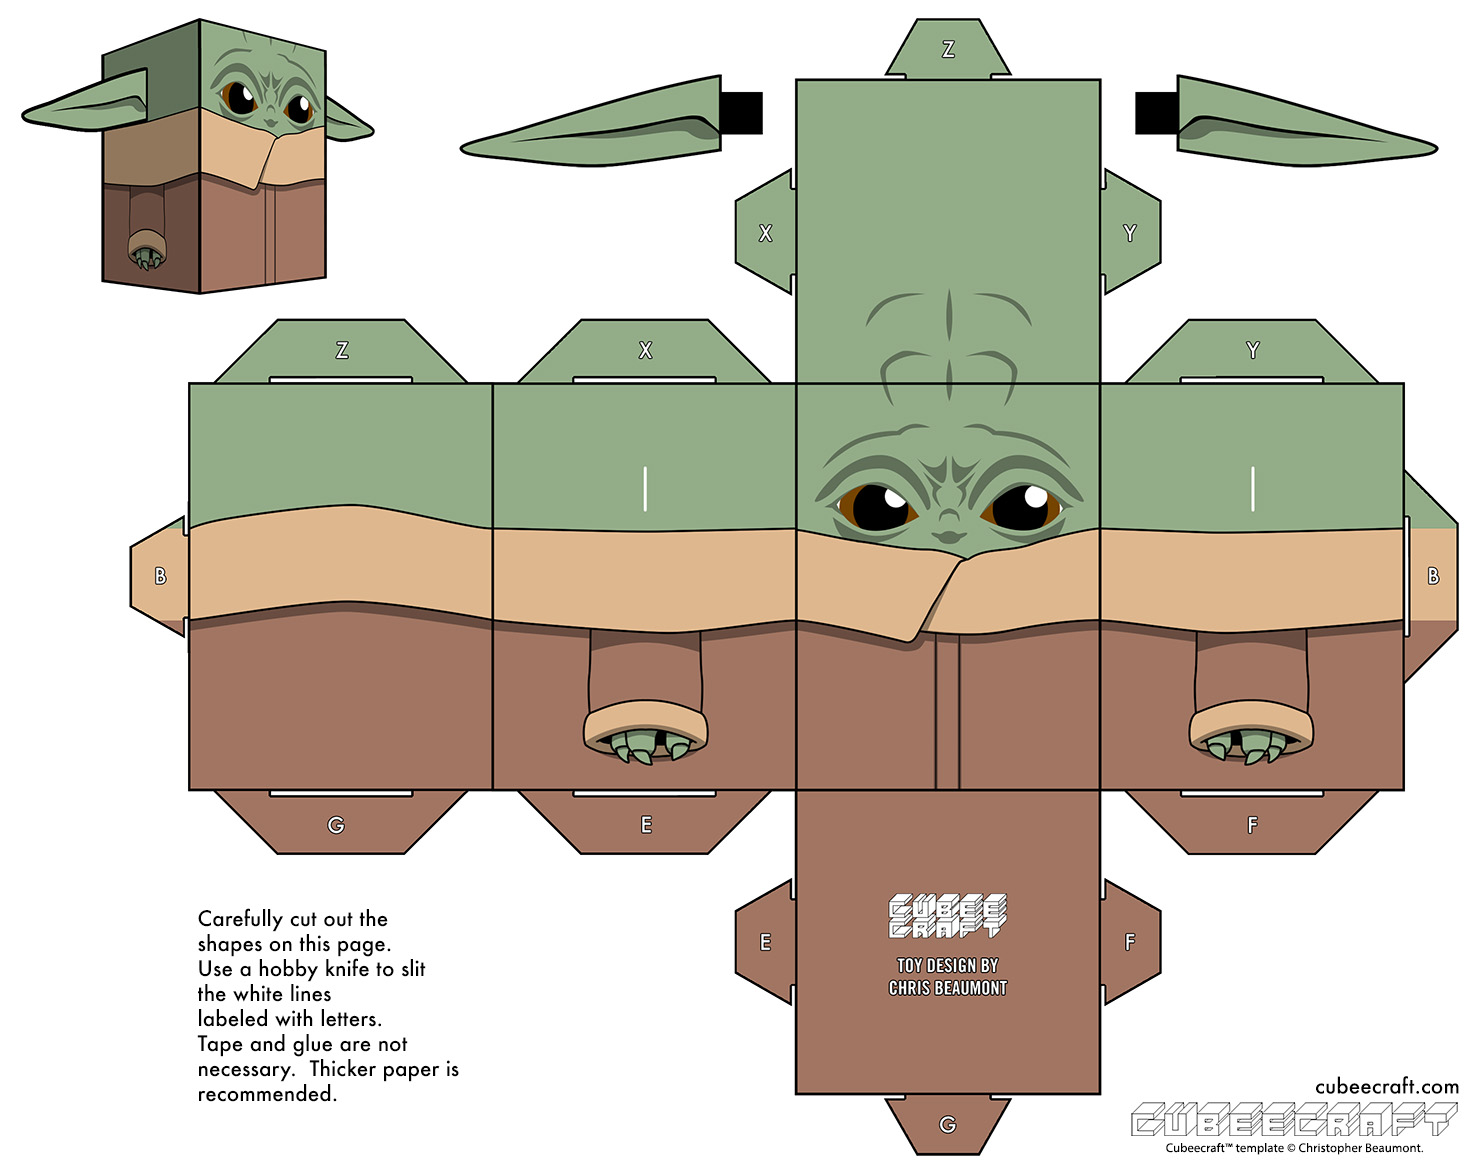 Z
X
Y
Z
X
Y
B
B
G
E
F
Carefully cut out the
shapes on this page.
Use a hobby knife to slit
the white lines
labeled with letters.
Tape and glue are not
necessary.  Thicker paper is
recommended.
E
CUBEE
CRAFT
TOY DESIGN BY
CHRIS BEAUMONT
F
G
cubeecraft.com
CUBEECRAFT
Cubeecraft™ template © Christopher Beaumont.